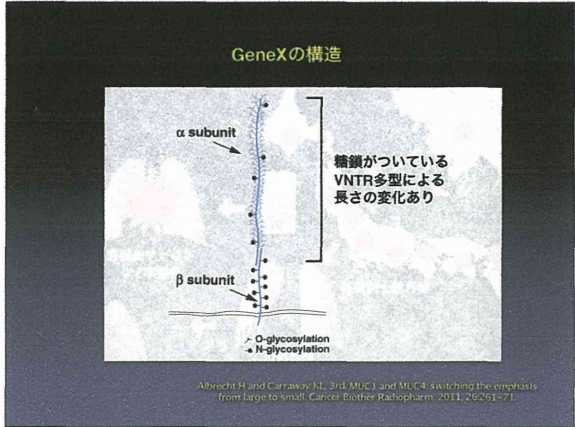 GeneXの構造
α subunit
糖鎖がついている
VNTR多型による
長さの変化あり
β subunit
O-glycosylation
N-glycosylation
Albrecht H and Carraway KL, 3rd. MUC1 and MUC4: switching the emphasis
from large to small. Cancer Biother Radiopharm. 2011, 26:261-71.